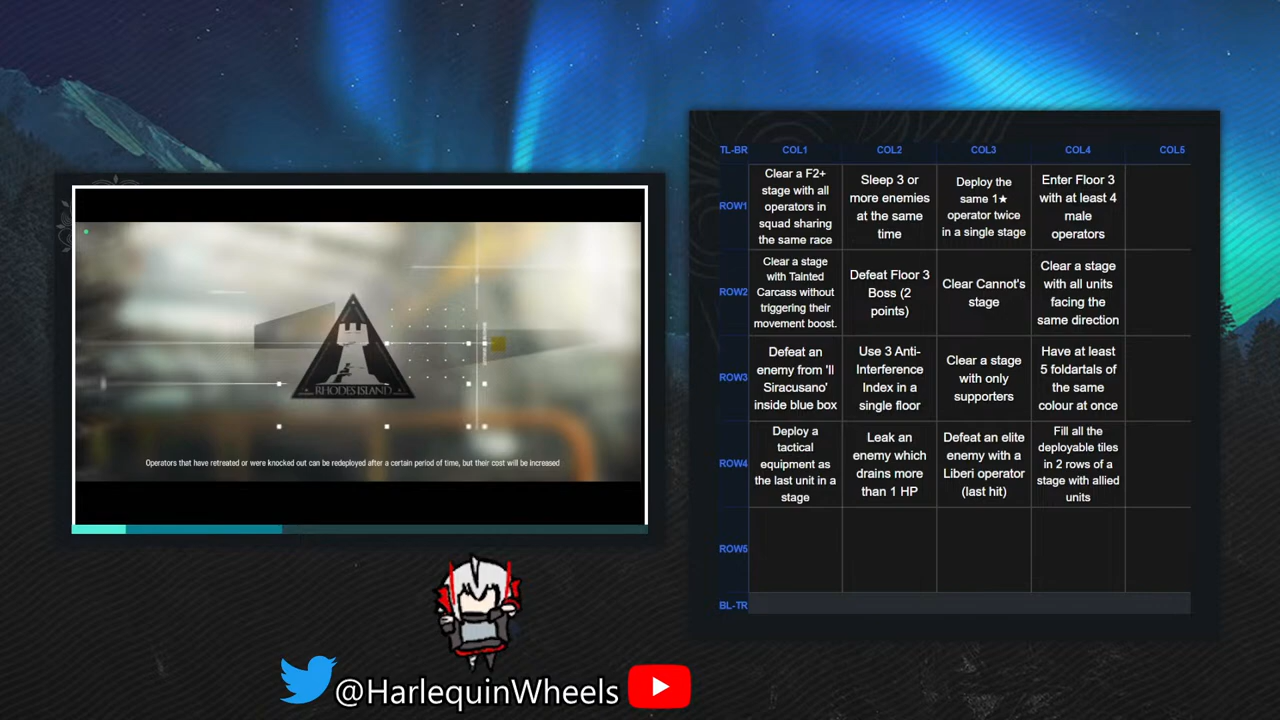 TL-BR COL1 COL2 COL3 COL4 COL5
ROW1
Clear a F2+
stage with all
operators in
squad sharing
the same race
Sleep 3 or
more enemies
at the same
time
Deploy the
same 1★
operator twice
in a single stage
Enter Floor 3
with at least 4
male
operators
ROW2
Clear a stage
with Tainted
Carcass without
triggering their
movement boost.
Defeat Floor 3
Boss (2
points)
Clear Cannot's
stage
Clear a stage
with all units
facing the
same direction
ROW3
Defeat an
enemy from 'Il
Siracusano'
inside blue box
Use 3 Anti-
Interference
Index in a
single floor
Clear a stage
with only
supporters
Have at least
5 foldartals of
the same
colour at once
ROW4
Deploy a
tactical
equipment as
the last unit in a
stage
Leak an
enemy which
drains more
than 1 HP
Defeat an elite
enemy with a
Liberi operator
(last hit)
Fill all the
deployable tiles
in 2 rows of a
stage with allied
units
ROW5
BL-TR
RHODES ISLAND
Operators that have retreated or were knocked out can be redeployed after a certain period of time, but their cost will be increased
@HarlequinWheels